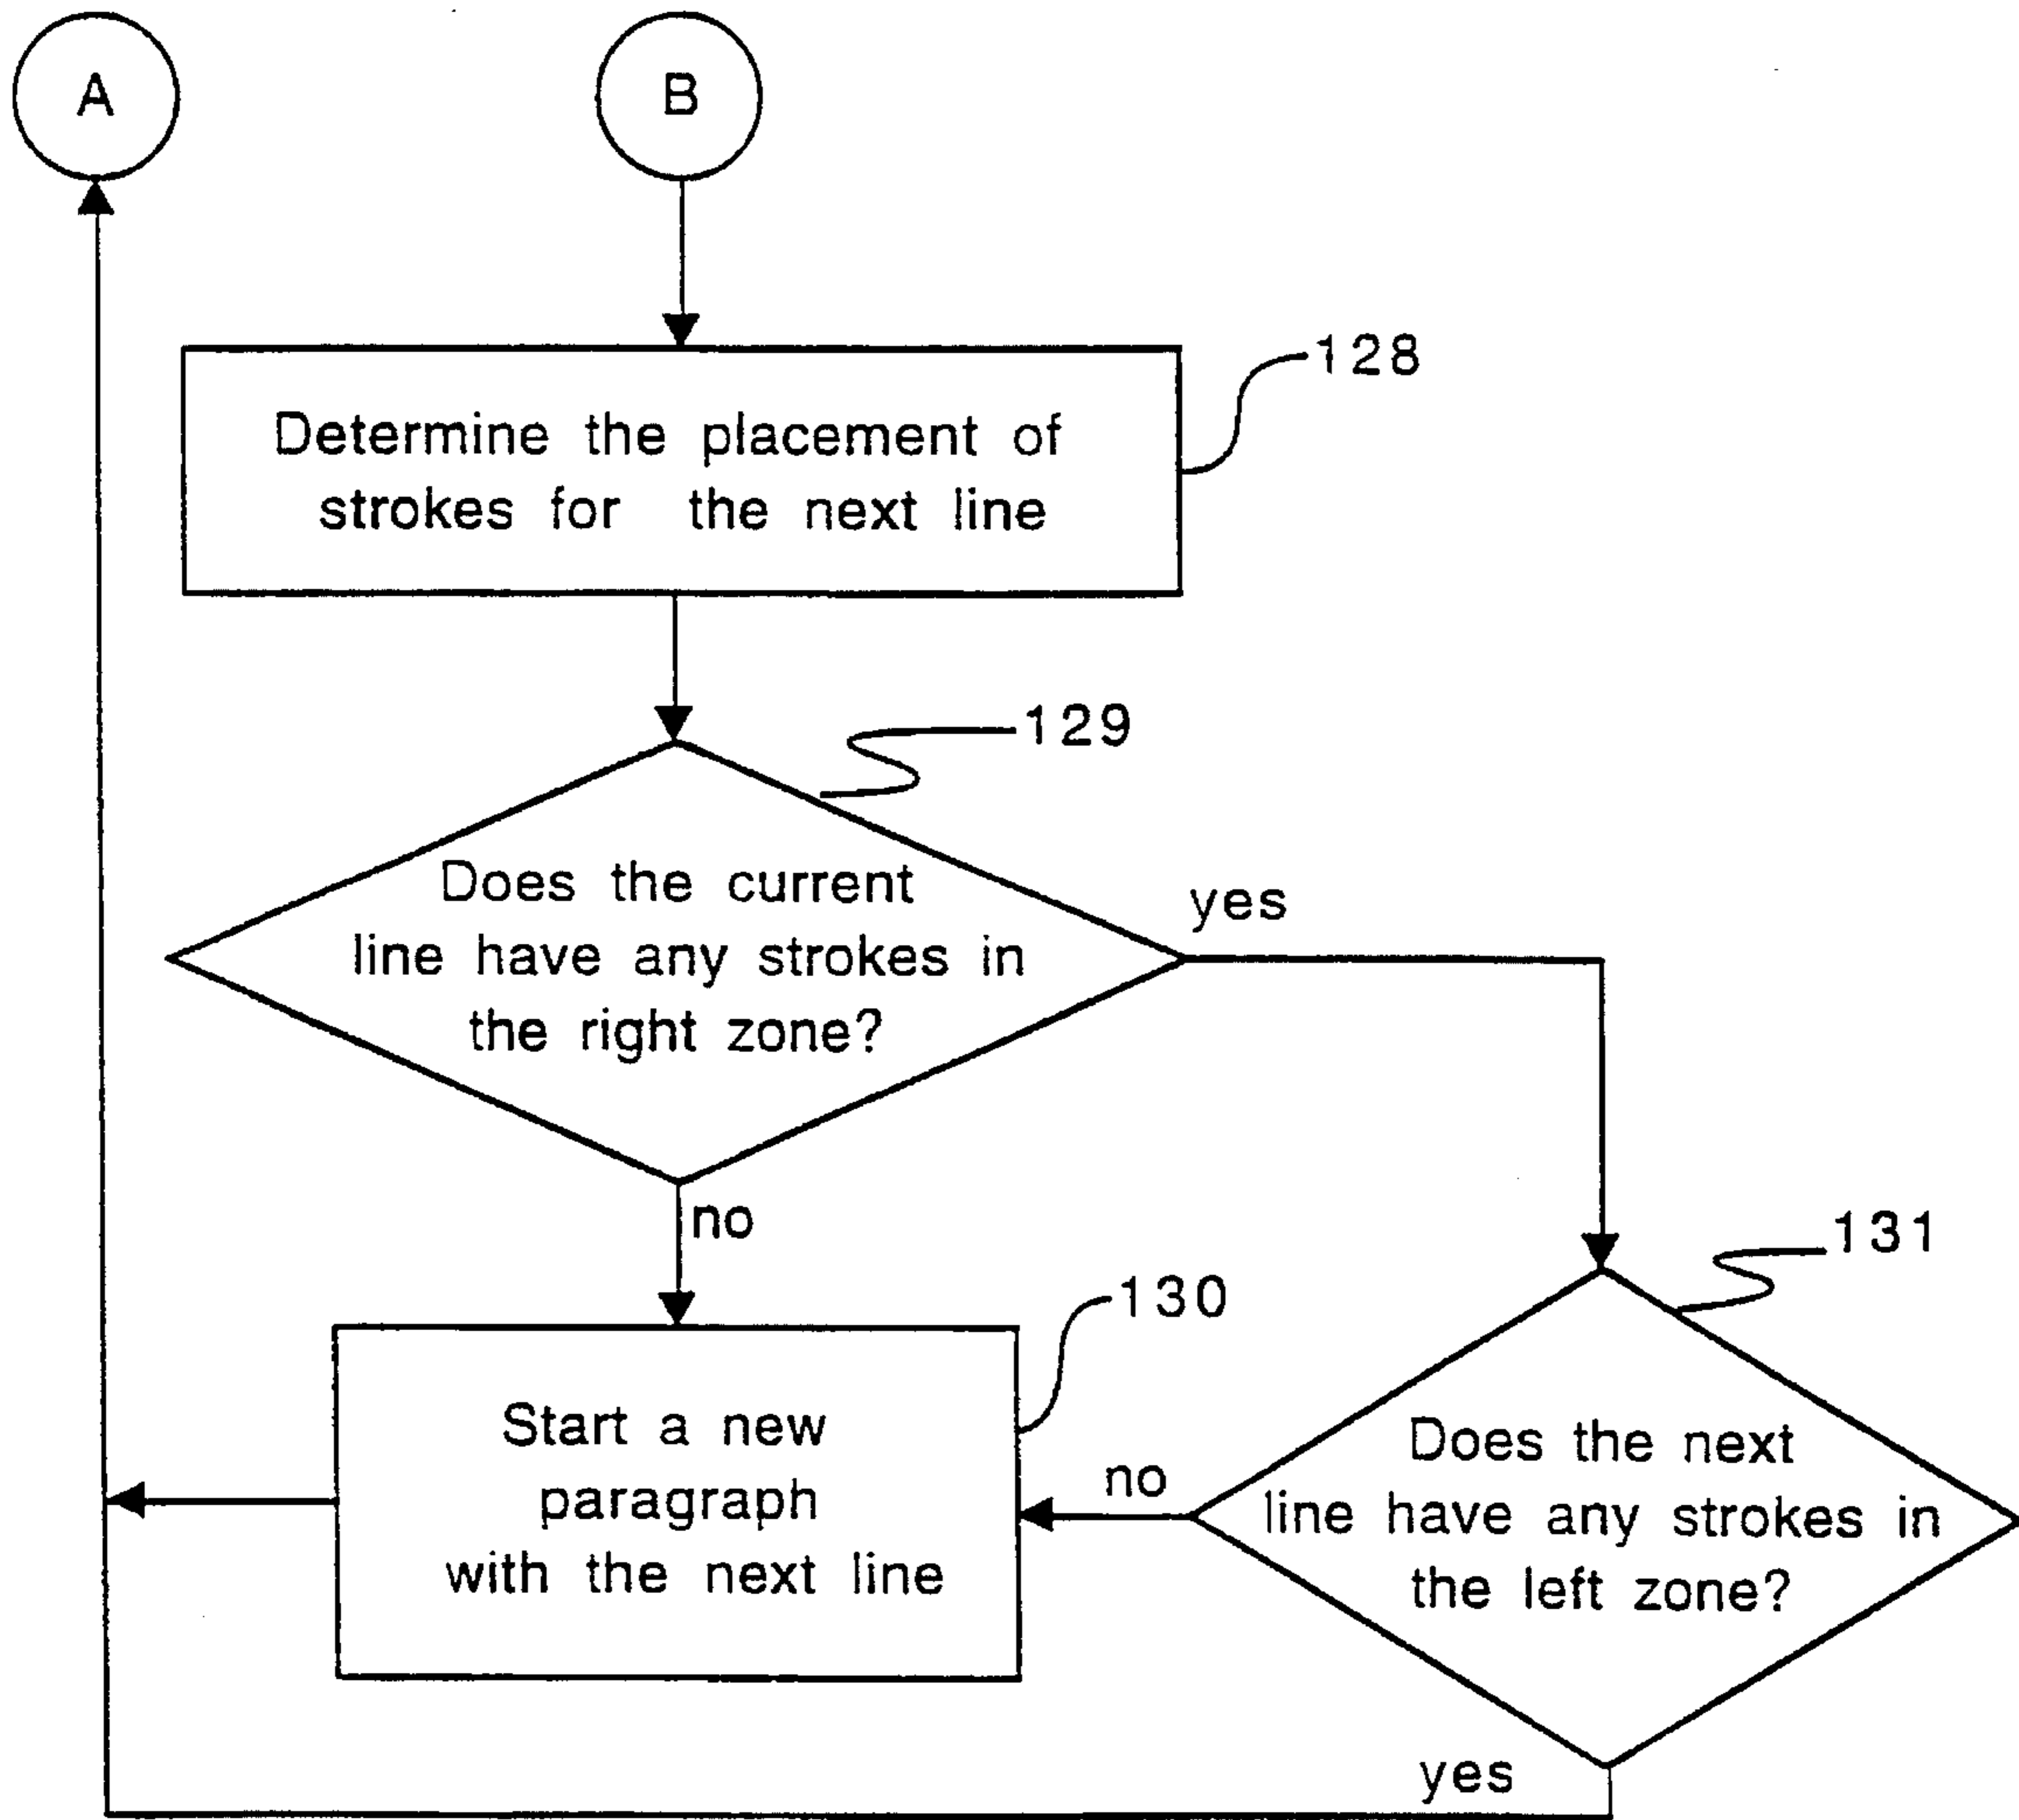 A
B
128
Determine the placement of
strokes for the next line
129
Does the current
line have any strokes in
the right zone?
yes
no
131
130
Start a new
paragraph
with the next line
no
Does the next
line have any strokes in
the left zone?
yes